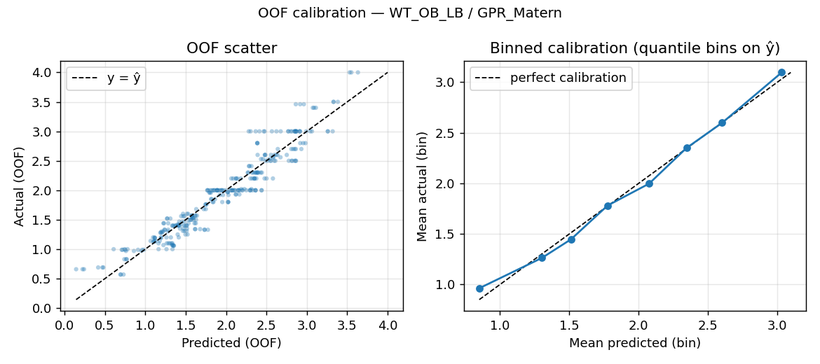 OOF calibration — WT_OB_LB / GPR_Matern
OOF scatter
y = ŷ
4.0
3.5
3.0
2.5
2.0
1.5
1.0
0.5
0.0
Actual (OOF)
0.0 0.5 1.0 1.5 2.0 2.5 3.0 3.5 4.0
Predicted (OOF)
Binned calibration (quantile bins on ŷ)
perfect calibration
3.0
2.5
2.0
1.5
1.0
Mean actual (bin)
1.0 1.5 2.0 2.5 3.0
Mean predicted (bin)